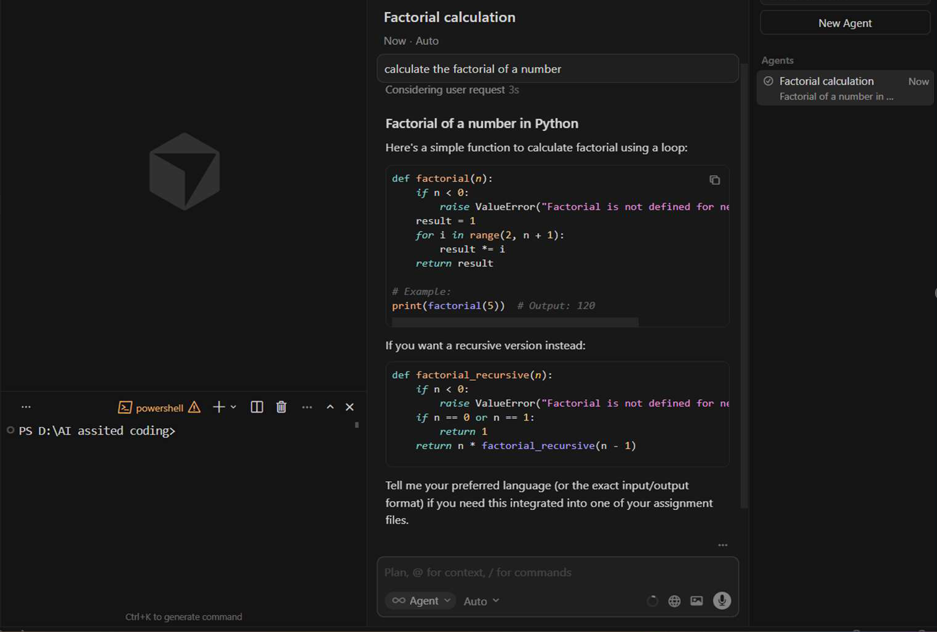 Factorial calculation
Now · Auto
calculate the factorial of a number
Considering user request 3s
Factorial of a number in Python
Here's a simple function to calculate factorial using a loop:
def factorial(n):
    if n < 0:
        raise ValueError("Factorial is not defined for ne
    result = 1
    for i in range(2, n + 1):
        result *= i
    return result
# Example:
print(factorial(5))  # Output: 120
If you want a recursive version instead:
def factorial_recursive(n):
    if n < 0:
        raise ValueError("Factorial is not defined for ne
    if n == 0 or n == 1:
        return 1
    return n * factorial_recursive(n - 1)
Tell me your preferred language (or the exact input/output
format) if you need this integrated into one of your assignment
files.
Plan, @ for context, / for commands
Agent
Auto
powershell
PS D:\AI assited coding>
Ctrl+K to generate command
New Agent
Agents
Factorial calculation Now
Factorial of a number in ...